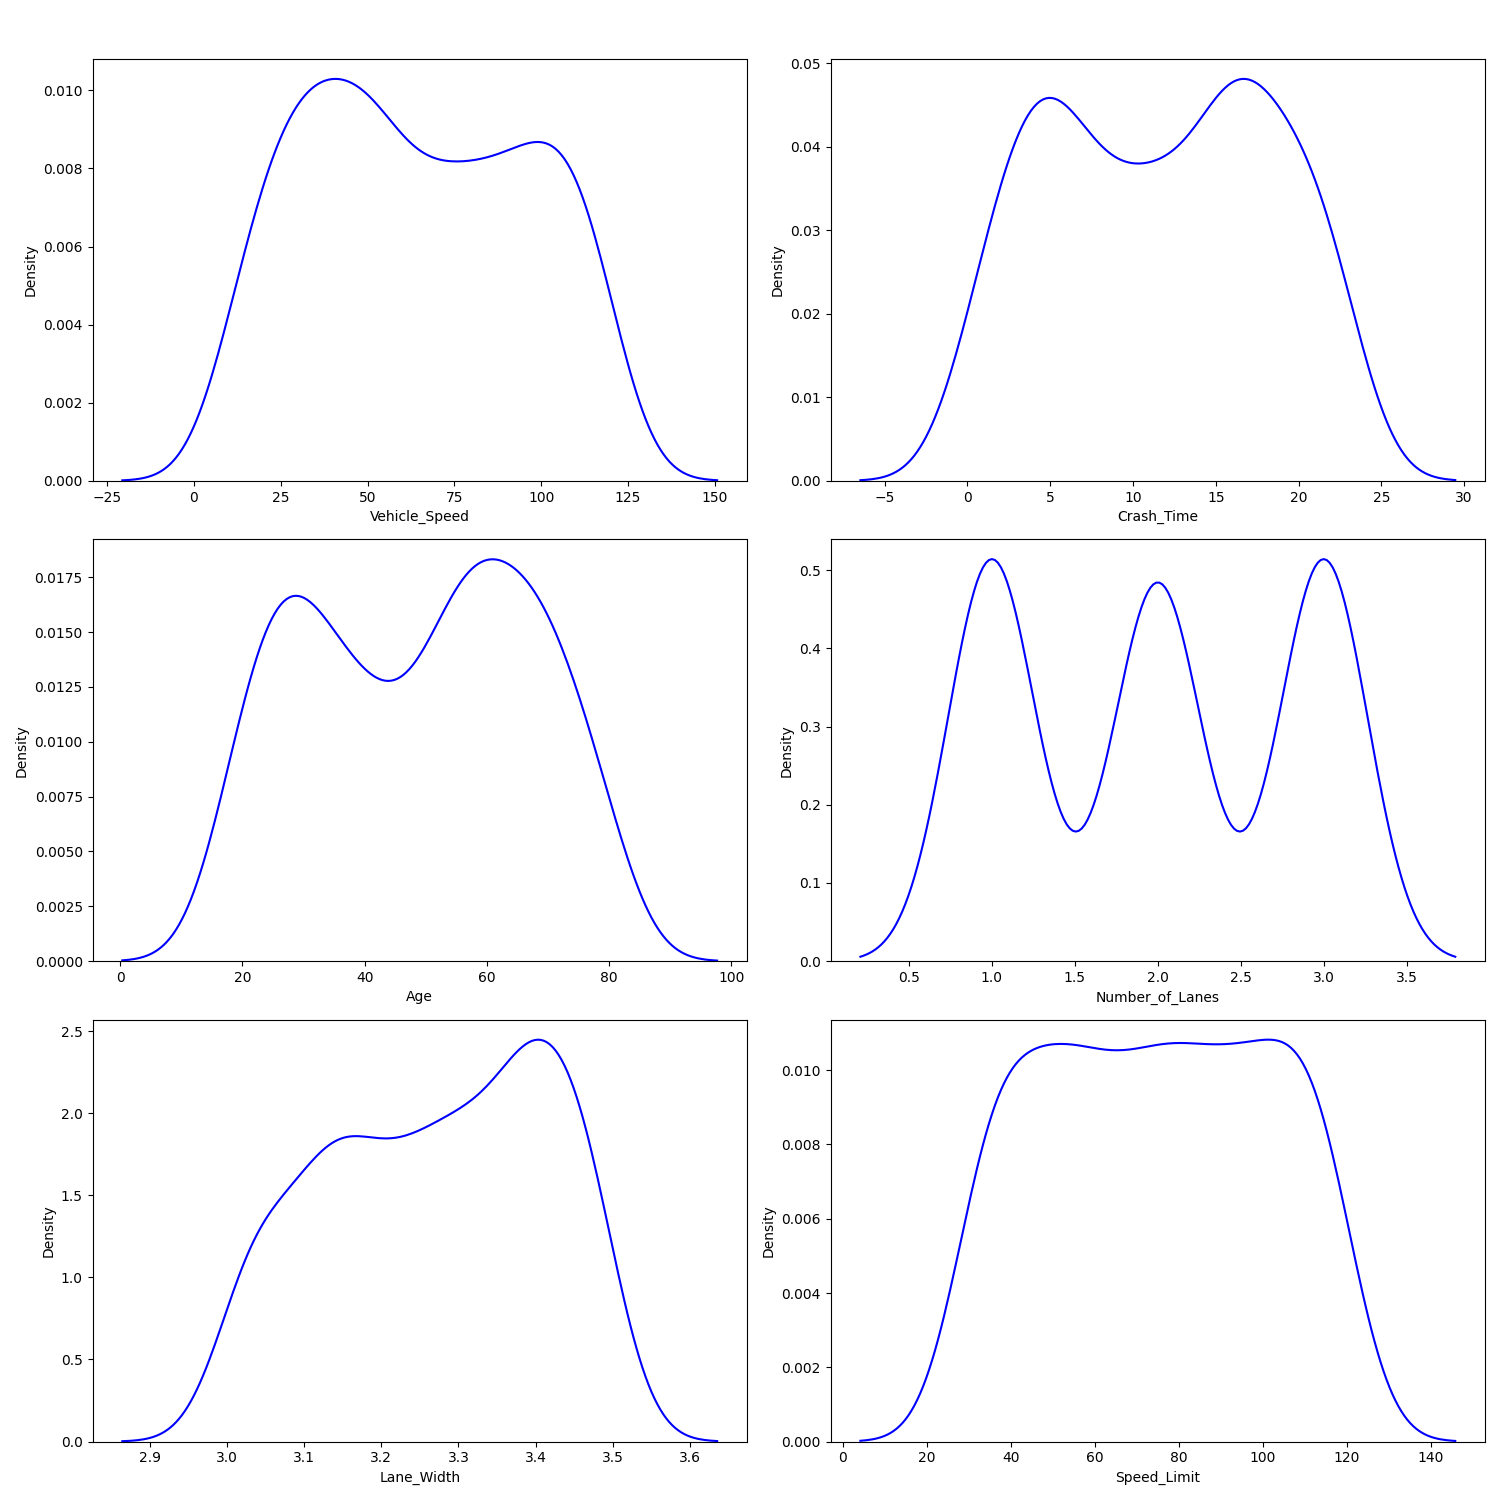 Density
0.010
0.008
0.006
0.004
0.002
0.000
−25 0 25 50 75 100 125 150
Vehicle_Speed
Density
0.05
0.04
0.03
0.02
0.01
0.00
−5 0 5 10 15 20 25 30
Crash_Time
Density
0.0175
0.0150
0.0125
0.0100
0.0075
0.0050
0.0025
0.0000
0 20 40 60 80 100
Age
Density
0.5
0.4
0.3
0.2
0.1
0.0
0.5 1.0 1.5 2.0 2.5 3.0 3.5
Number_of_Lanes
Density
2.5
2.0
1.5
1.0
0.5
0.0
2.9 3.0 3.1 3.2 3.3 3.4 3.5 3.6
Lane_Width
Density
0.010
0.008
0.006
0.004
0.002
0.000
0 20 40 60 80 100 120 140
Speed_Limit